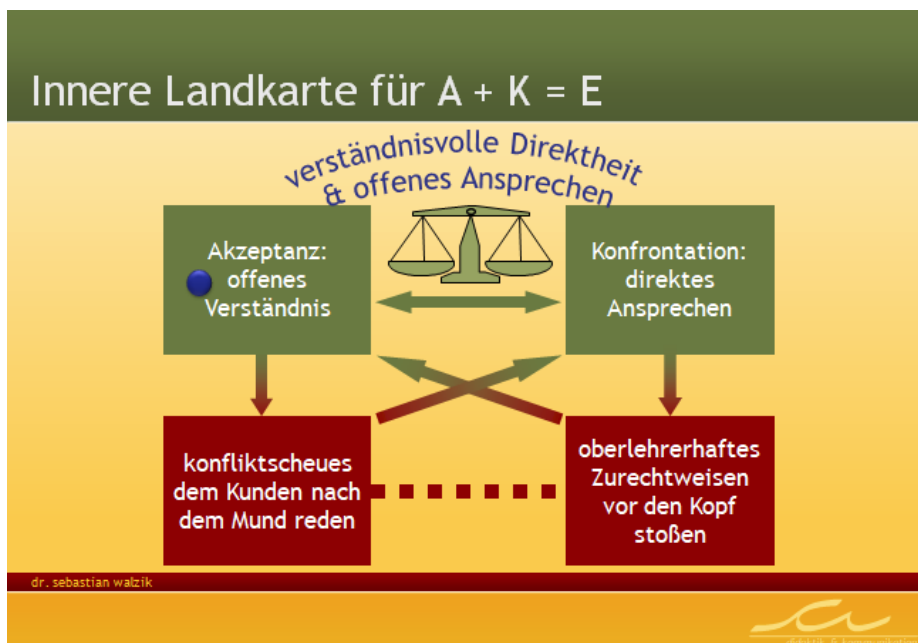 Innere Landkarte für A + K = E
verständnisvolle Direktheit
& offenes Ansprechen
Akzeptanz:
offenes
Verständnis
Konfrontation:
direktes
Ansprechen
konfliktscheues
dem Kunden nach
dem Mund reden
oberlehrerhaftes
Zurechtweisen
vor den Kopf
stoßen
dr. sebastian walzik